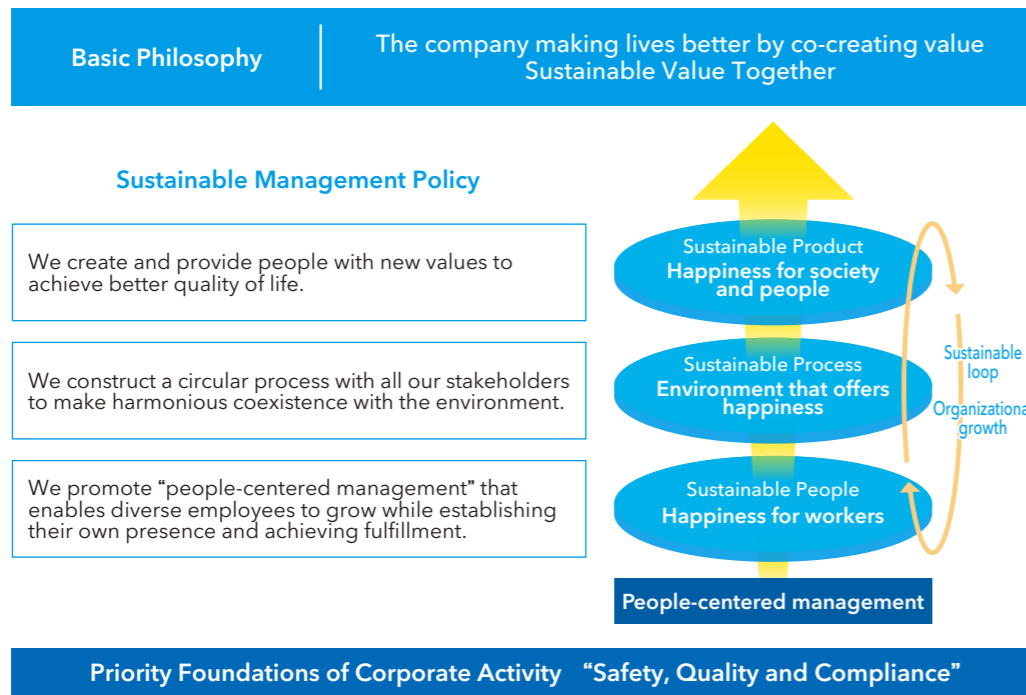 Basic Philosophy
The company making lives better by co-creating value
Sustainable Value Together
Sustainable Management Policy
We create and provide people with new values to
achieve better quality of life.
Sustainable Product
Happiness for society
and people
We construct a circular process with all our stakeholders
to make harmonious coexistence with the environment.
Sustainable Process
Environment that offers
happiness
Sustainable
loop
Organizational
growth
We promote “people-centered management” that
enables diverse employees to grow while establishing
their own presence and achieving fulfillment.
Sustainable People
Happiness for workers
People-centered management
Priority Foundations of Corporate Activity “Safety, Quality and Compliance”